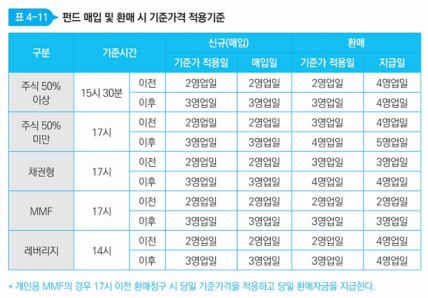 표 4-11 펀드 매입 및 환매 시 기준가격 적용기준
구분 기준시간 신규(매입) 환매
기준가 적용일 매입일 기준가 적용일 지급일
주식 50% 이상 15시 30분 이전 2영업일 2영업일 2영업일 4영업일
이후 3영업일 3영업일 3영업일 4영업일
주식 50% 미만 17시 이전 2영업일 2영업일 3영업일 4영업일
이후 3영업일 3영업일 4영업일 5영업일
채권형 17시 이전 2영업일 2영업일 3영업일 3영업일
이후 3영업일 3영업일 4영업일 4영업일
MMF 17시 이전 2영업일 2영업일 2영업일 2영업일
이후 3영업일 3영업일 3영업일 3영업일
레버리지 14시 이전 2영업일 2영업일 2영업일 4영업일
이후 3영업일 3영업일 3영업일 4영업일
* 개인용 MMF의 경우 17시 이전 환매청구 시 당일 기준가격을 적용하고 당일 환매자금을 지급한다.